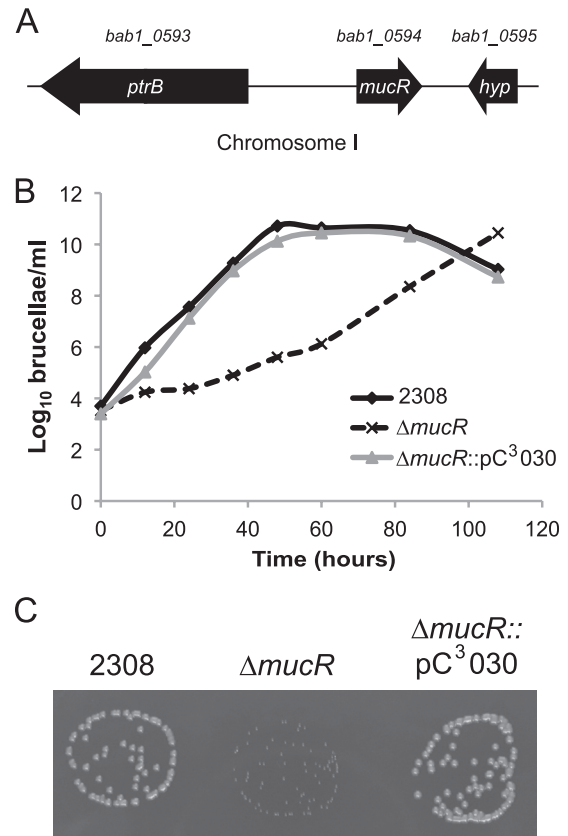 A
bab1_0593 bab1_0594 bab1_0595
ptrB mucR hyp
Chromosome I
B
12
10
8
6
4
2
0
Log10 brucellae/ml
2308
ΔmucR
ΔmucR::pC³030
0 20 40 60 80 100 120
Time (hours)
C
2308 ΔmucR ΔmucR::
pC³030